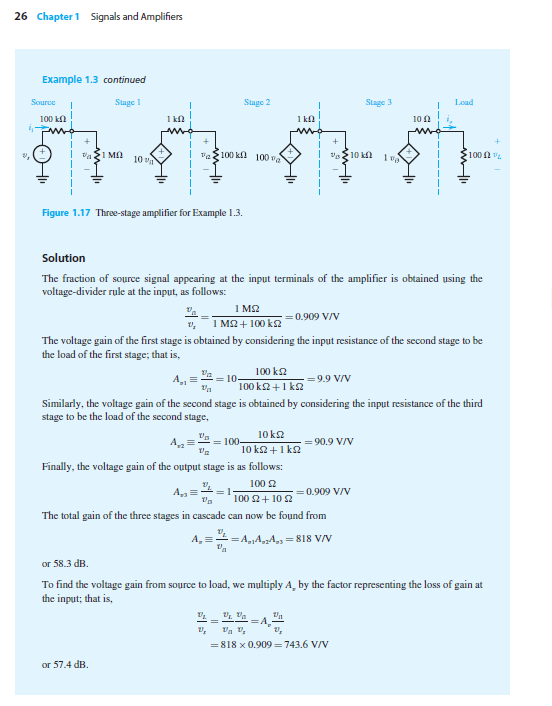 26 Chapter 1 Signals and Amplifiers
Example 1.3 continued
Source Stage 1 Stage 2 Stage 3 Load
100 kΩ 1 kΩ 1 kΩ 10 Ω
i_i i_o
v_s + v_i1 − 1 MΩ 10 v_i1 + v_i2 − 100 kΩ 100 v_i2 + v_i3 − 10 kΩ 1 v_i3 100 Ω + v_L −
Figure 1.17 Three-stage amplifier for Example 1.3.
Solution
The fraction of source signal appearing at the input terminals of the amplifier is obtained using the
voltage-divider rule at the input, as follows:
v_i1 / v_s = 1 MΩ / (1 MΩ + 100 kΩ) = 0.909 V/V
The voltage gain of the first stage is obtained by considering the input resistance of the second stage to be
the load of the first stage; that is,
A_v1 ≡ v_i2 / v_i1 = 10 100 kΩ / (100 kΩ + 1 kΩ) = 9.9 V/V
Similarly, the voltage gain of the second stage is obtained by considering the input resistance of the third
stage to be the load of the second stage,
A_v2 ≡ v_i3 / v_i2 = 100 10 kΩ / (10 kΩ + 1 kΩ) = 90.9 V/V
Finally, the voltage gain of the output stage is as follows:
A_v3 ≡ v_L / v_i3 = 1 100 Ω / (100 Ω + 10 Ω) = 0.909 V/V
The total gain of the three stages in cascade can now be found from
A_v ≡ v_L / v_i1 = A_v1 A_v2 A_v3 = 818 V/V
or 58.3 dB.
To find the voltage gain from source to load, we multiply A_v by the factor representing the loss of gain at
the input; that is,
v_L / v_s = v_L / v_i1 v_i1 / v_s = A_v v_i1 / v_s
= 818 × 0.909 = 743.6 V/V
or 57.4 dB.